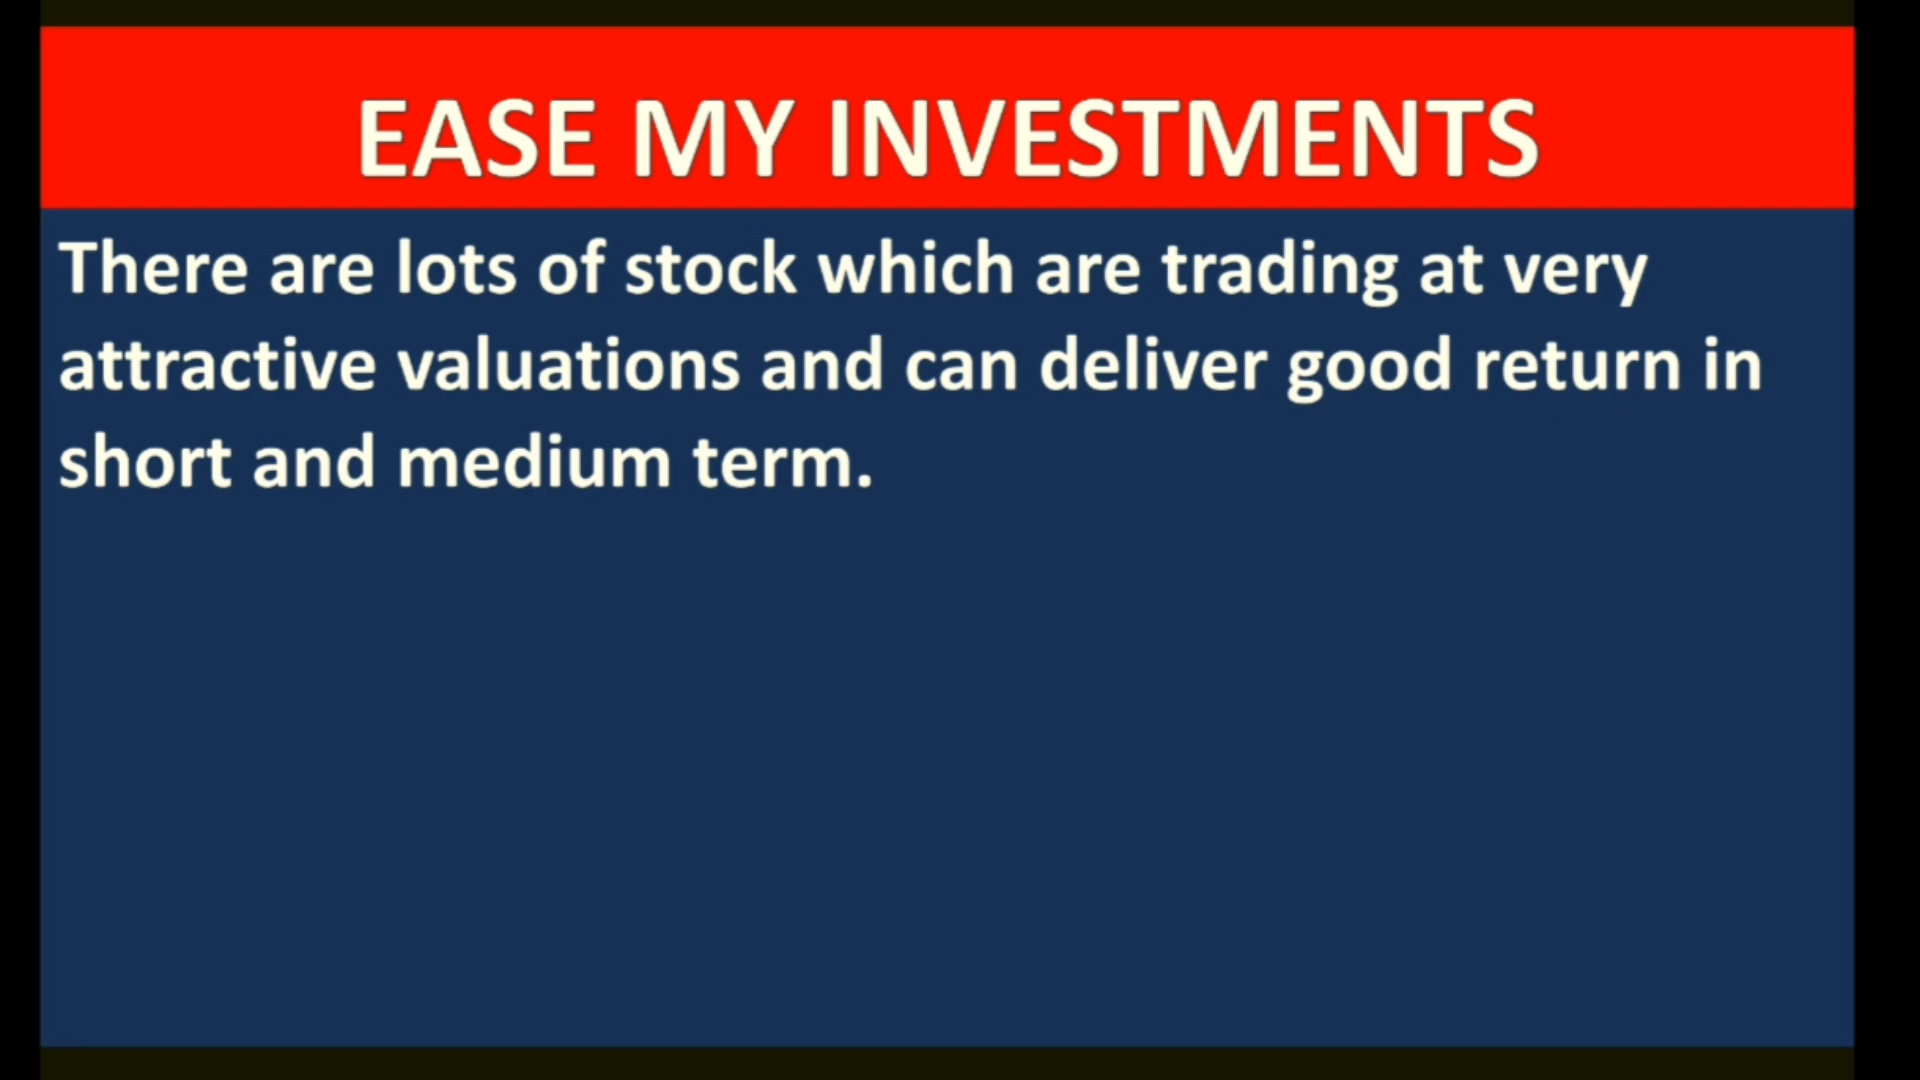 EASE MY INVESTMENTS
There are lots of stock which are trading at very
attractive valuations and can deliver good return in
short and medium term.